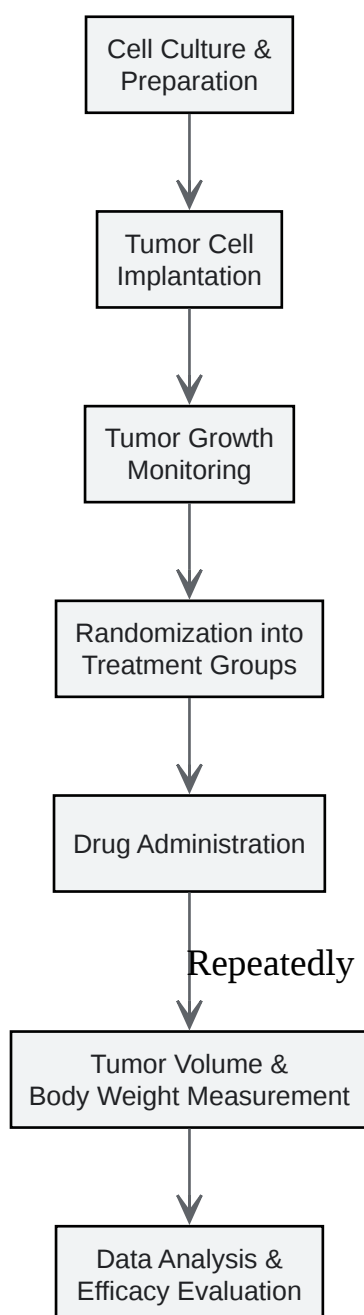 Cell Culture &
Preparation
Tumor Cell
Implantation
Tumor Growth
Monitoring
Randomization into
Treatment Groups
Drug Administration
Repeatedly
Tumor Volume &
Body Weight Measurement
Data Analysis &
Efficacy Evaluation